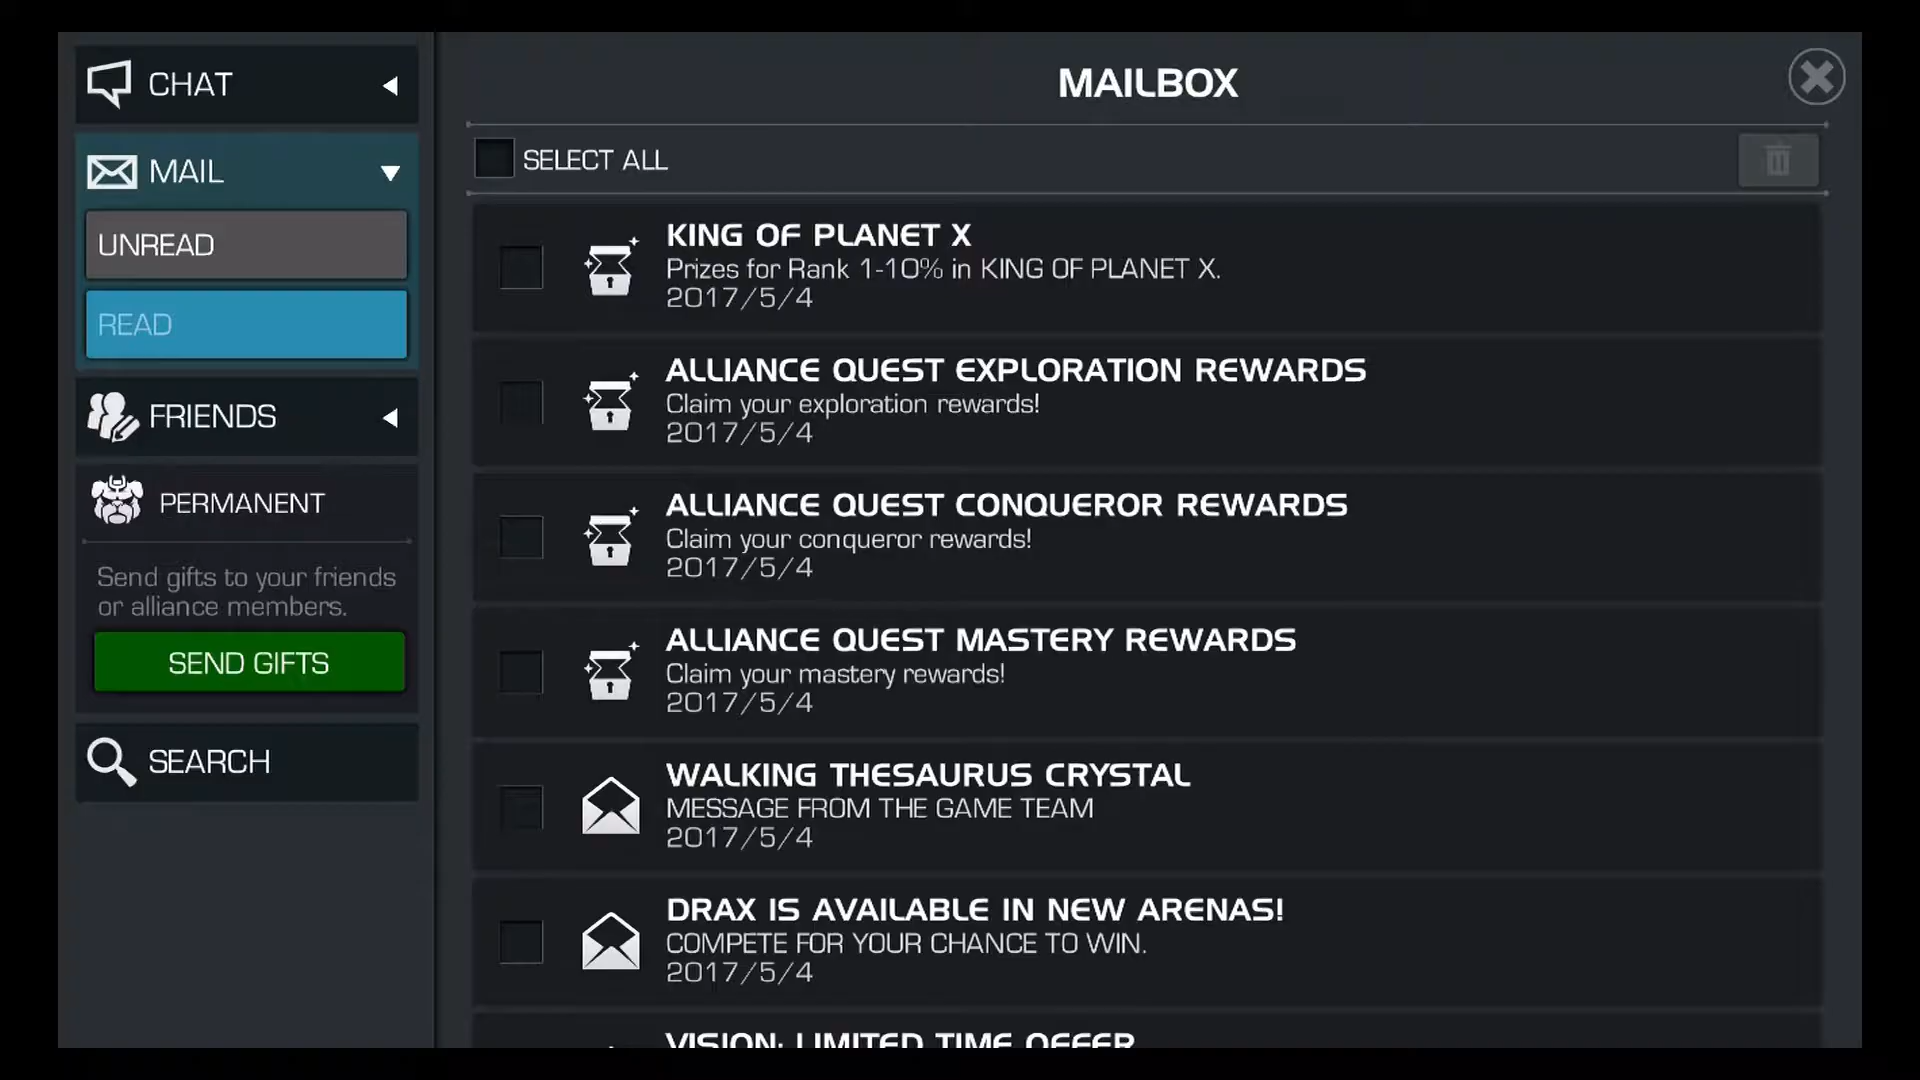 CHAT
MAIL
UNREAD
READ
FRIENDS
PERMANENT
Send gifts to your friends
or alliance members.
SEND GIFTS
SEARCH
MAILBOX
SELECT ALL
KING OF PLANET X
Prizes for Rank 1-10% in KING OF PLANET X.
2017/5/4
ALLIANCE QUEST EXPLORATION REWARDS
Claim your exploration rewards!
2017/5/4
ALLIANCE QUEST CONQUEROR REWARDS
Claim your conqueror rewards!
2017/5/4
ALLIANCE QUEST MASTERY REWARDS
Claim your mastery rewards!
2017/5/4
WALKING THESAURUS CRYSTAL
MESSAGE FROM THE GAME TEAM
2017/5/4
DRAX IS AVAILABLE IN NEW ARENAS!
COMPETE FOR YOUR CHANCE TO WIN.
2017/5/4
VISION: LIMITED TIME OFFER